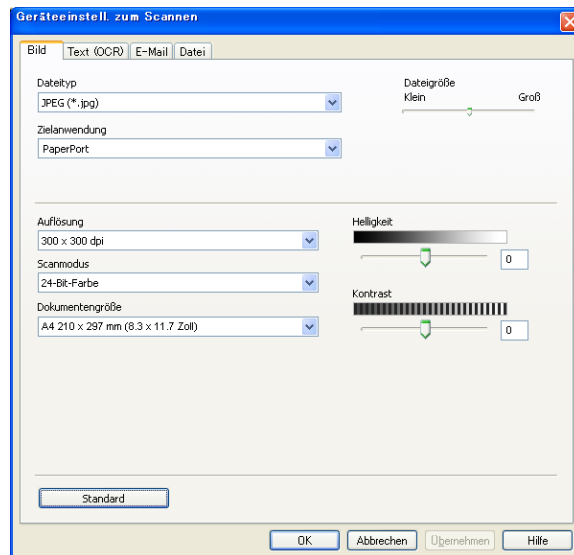 Geräteeinstell. zum Scannen
Bild Text (OCR) E-Mail Datei
Dateityp
JPEG (*.jpg)
Dateigröße
Klein Groß
Zielanwendung
PaperPort
Auflösung
300 x 300 dpi
Scanmodus
24-Bit-Farbe
Dokumentengröße
A4 210 x 297 mm (8.3 x 11.7 Zoll)
Helligkeit
0
Kontrast
0
Standard
OK Abbrechen Übernehmen Hilfe